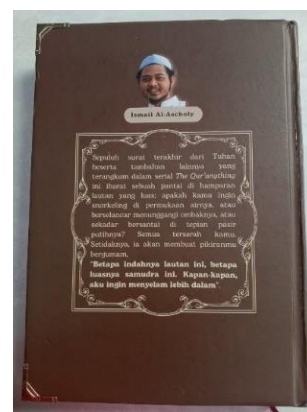 Ismail Al-Ascholy
Sepuluh surat terakhir dari Tuhan
beserta tambahan lainnya yang
terangkum dalam serial The Qur'anything
ini ibarat sebuah pantai di hamparan
lautan yang luas; apakah kamu ingin
snorkeling di permukaan airnya, atau
berselancar menunggangi ombaknya, atau
sekadar bersantai di tepian pasir
putihnya? Semua terserah kamu.
Setidaknya, ia akan membuat pikiranmu
bergumam,
"Betapa indahnya lautan ini, betapa
luasnya samudra ini. Kapan-kapan,
aku ingin menyelam lebih dalam"